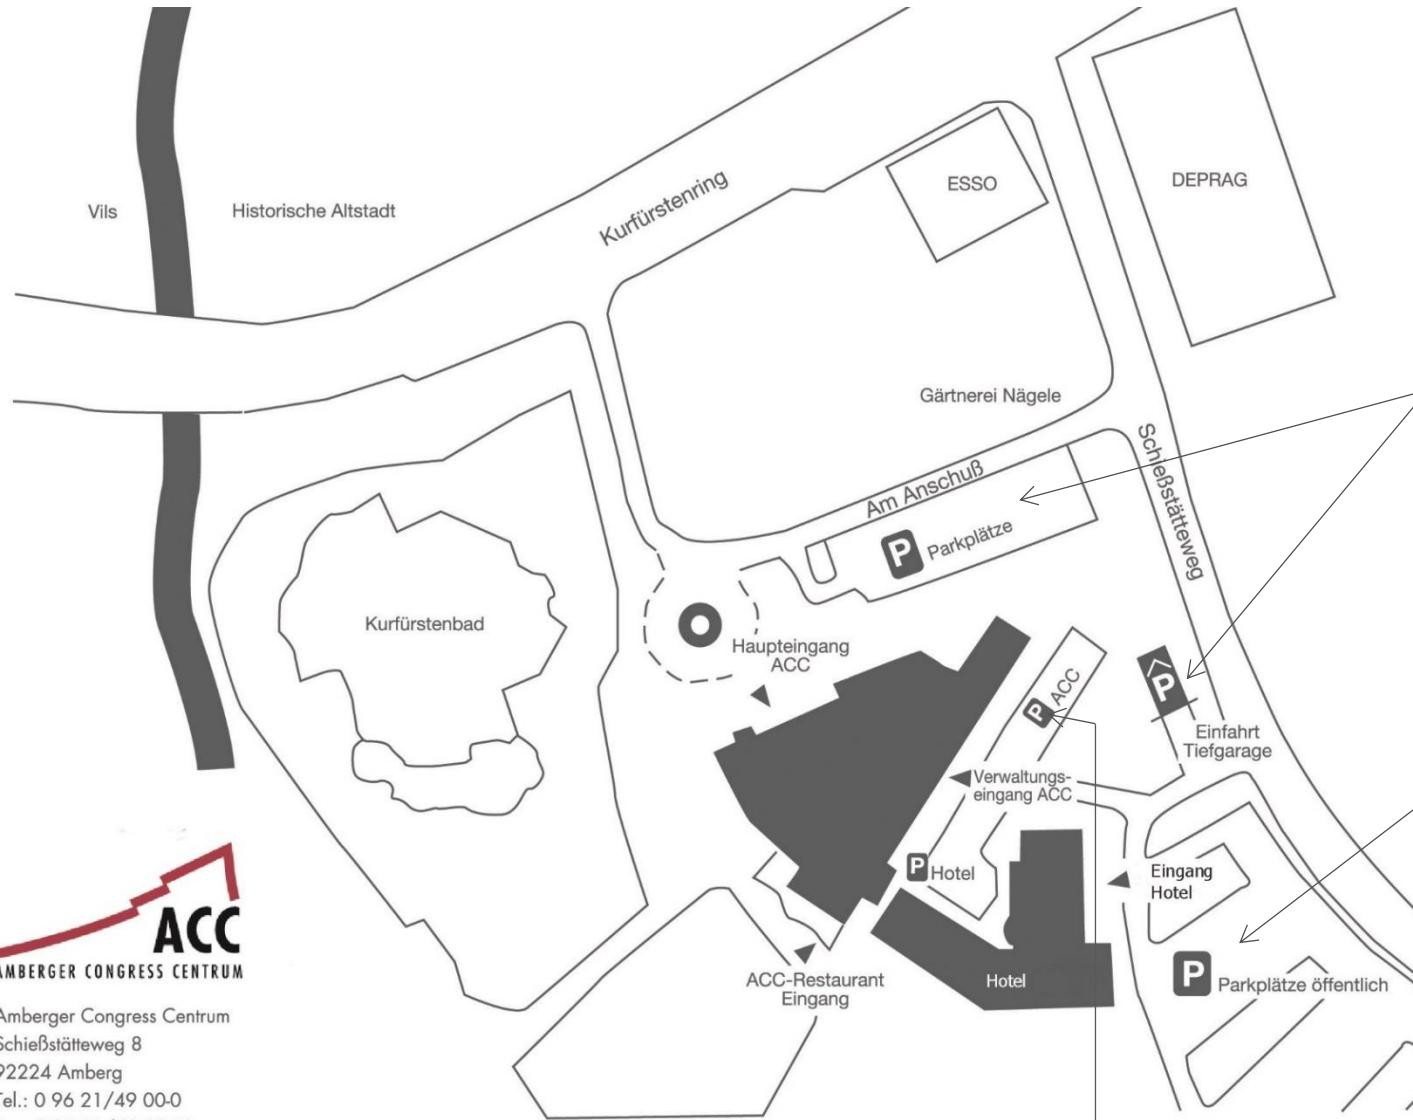 Vils
Historische Altstadt
Kurfürstenring
ESSO
DEPRAG
Gärtnerei Nägele
Am Anschuß
Schießstätteweg
P Parkplätze
Kurfürstenbad
Haupteingang
ACC
P ACC
P
Einfahrt
Tiefgarage
Verwaltungs-
eingang ACC
P Hotel
Eingang
Hotel
Hotel
P Parkplätze öffentlich
ACC-Restaurant
Eingang
ACC
AMBERGER CONGRESS CENTRUM
Amberger Congress Centrum
Schießstätteweg 8
92224 Amberg
Tel.: 0 96 21/49 00-0